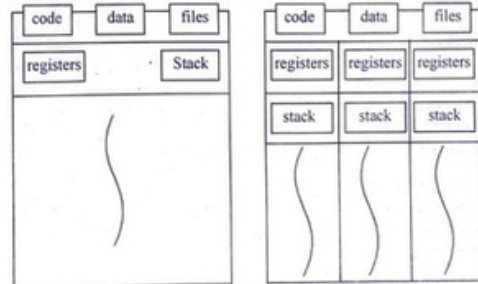 code data files
registers Stack
code data files
registers registers registers
stack stack stack